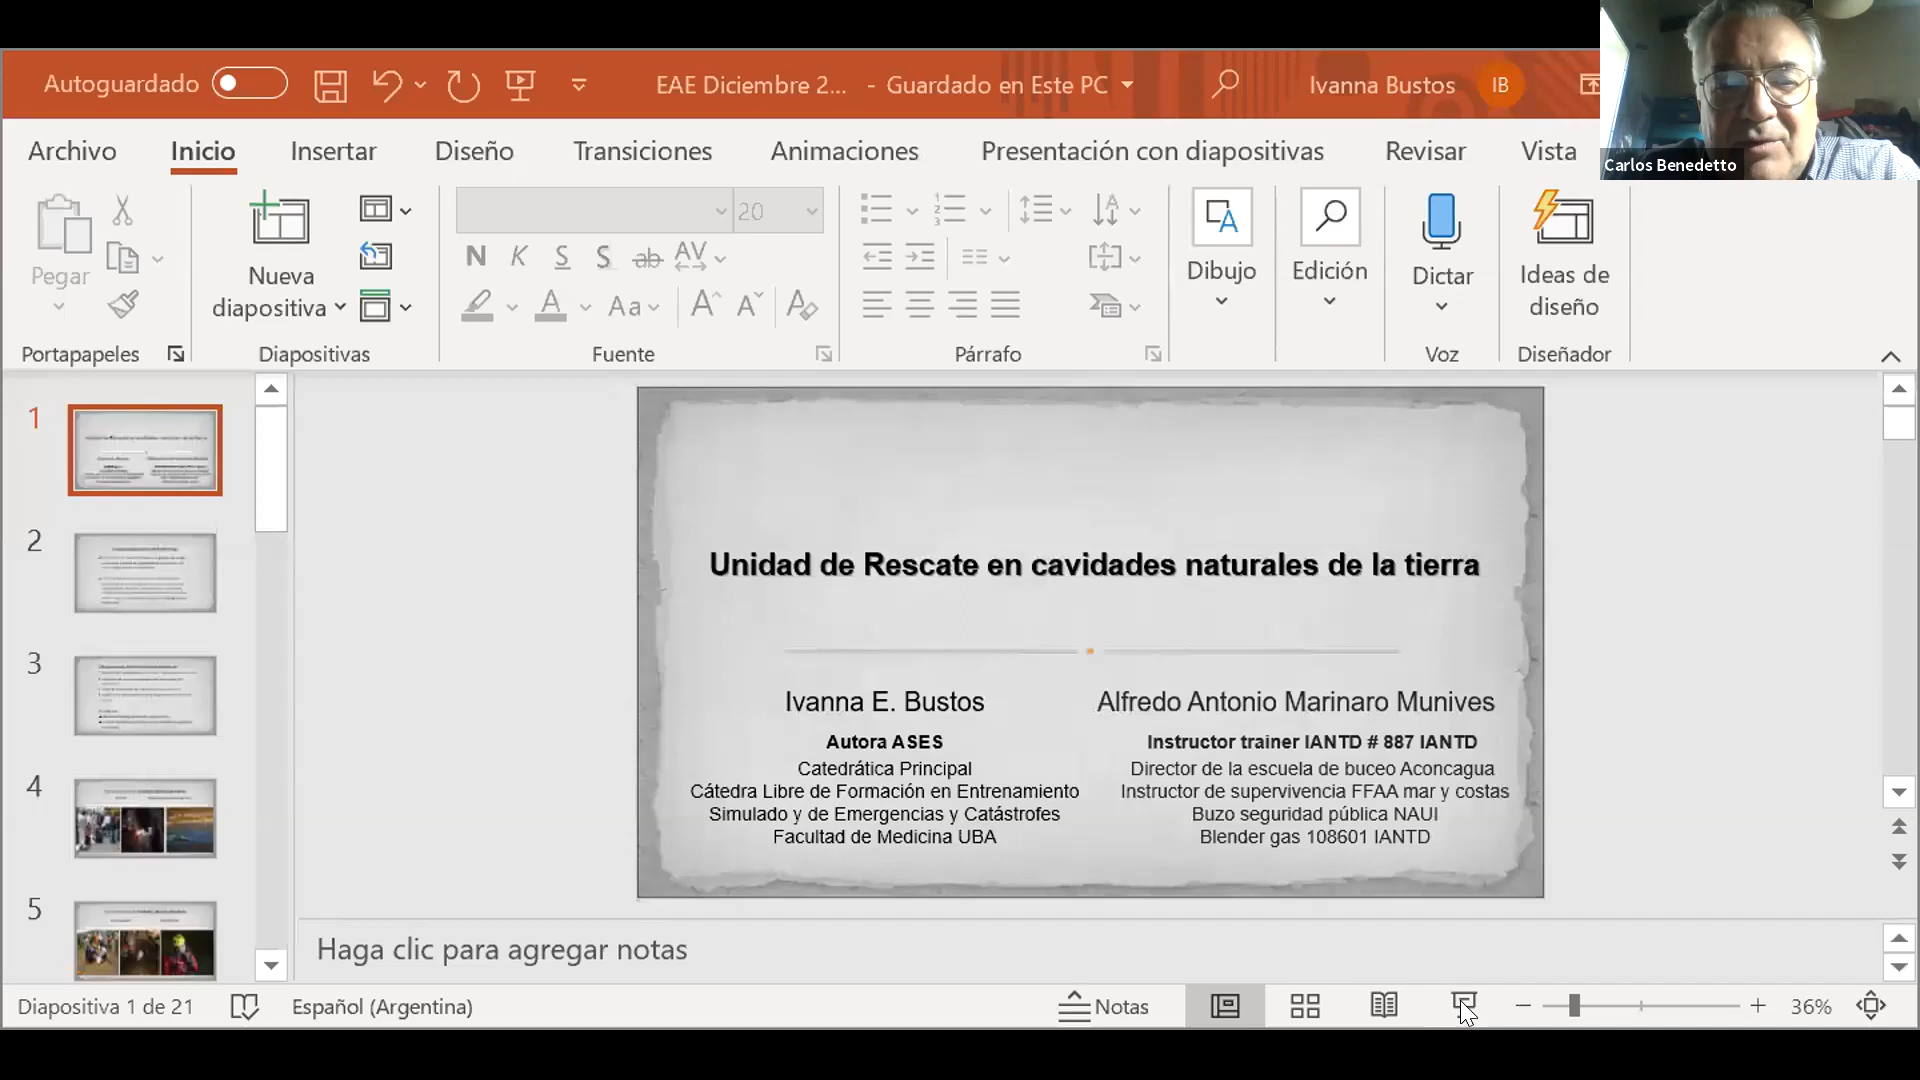 Autoguardado
EAE Diciembre 2... - Guardado en Este PC
Ivanna Bustos
IB
Carlos Benedetto
Archivo
Inicio
Insertar
Diseño
Transiciones
Animaciones
Presentación con diapositivas
Revisar
Vista
Pegar
Nueva
diapositiva
20
N K S S ab AV
A Aa A A A
Dibujo
Edición
Dictar
Ideas de
diseño
Portapapeles
Diapositivas
Fuente
Párrafo
Voz
Diseñador
1
2
3
4
5
Unidad de Rescate en cavidades naturales de la tierra
Ivanna E. Bustos
Autora ASES
Catedrática Principal
Cátedra Libre de Formación en Entrenamiento
Simulado y de Emergencias y Catástrofes
Facultad de Medicina UBA
Alfredo Antonio Marinaro Munives
Instructor trainer IANTD # 887 IANTD
Director de la escuela de buceo Aconcagua
Instructor de supervivencia FFAA mar y costas
Buzo seguridad pública NAUI
Blender gas 108601 IANTD
Haga clic para agregar notas
Diapositiva 1 de 21
Español (Argentina)
Notas
36%